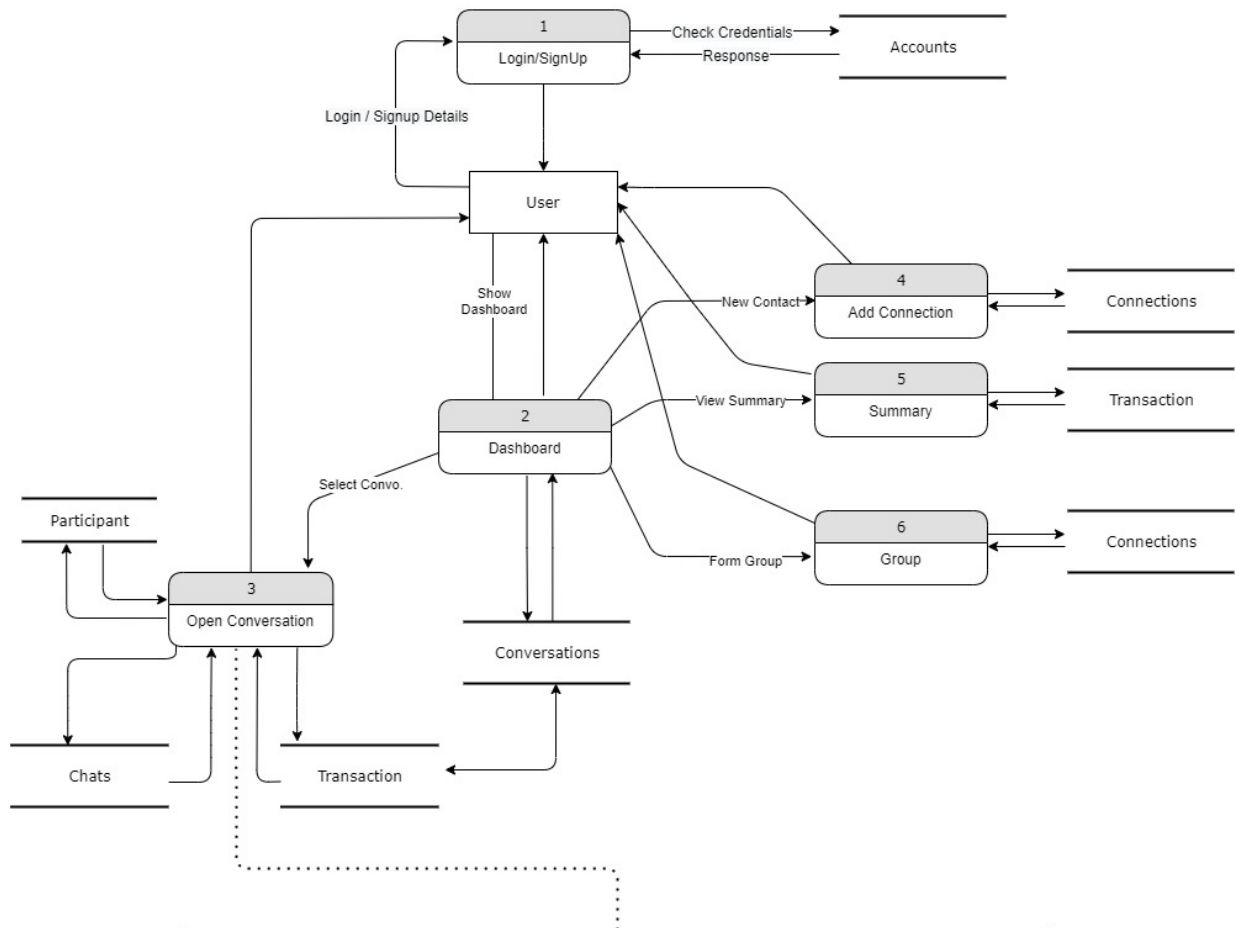 1
Login/SignUp
Check Credentials
Response
Accounts
Login / Signup Details
User
Show
Dashboard
New Contact
4
Add Connection
Connections
View Summary
5
Summary
Transaction
2
Dashboard
Select Convo.
Form Group
6
Group
Connections
Participant
3
Open Conversation
Conversations
Chats
Transaction